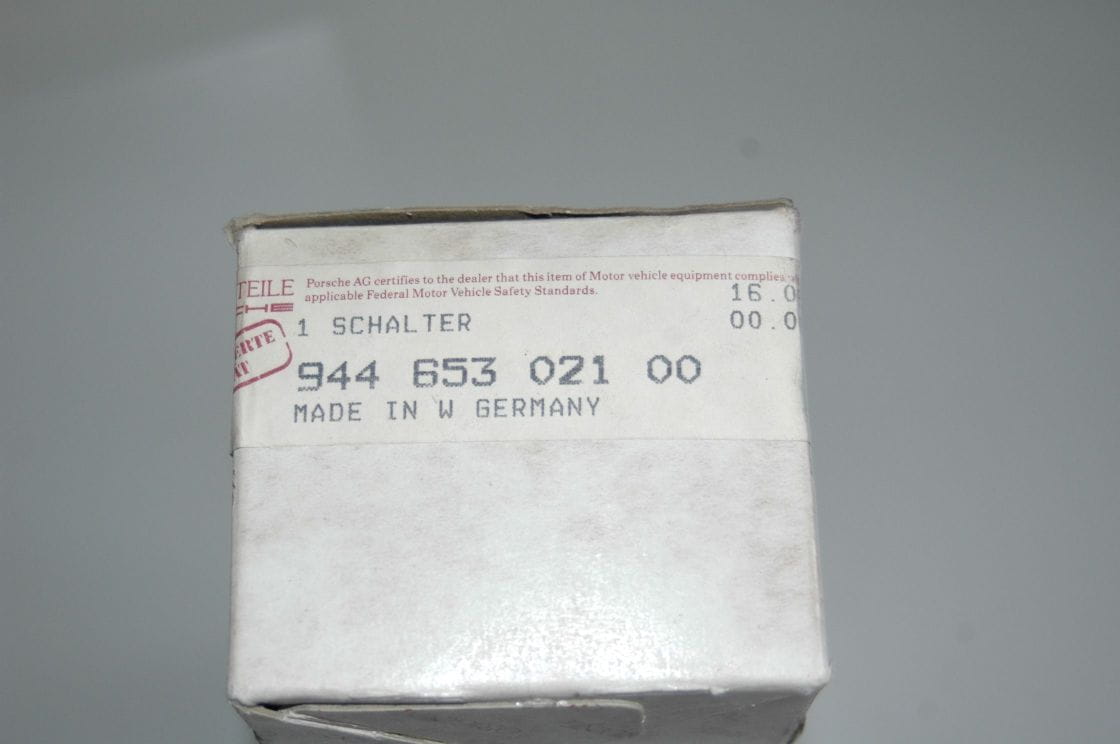 TEILE
Porsche AG certifies to the dealer that this item of Motor vehicle equipment complies
applicable Federal Motor Vehicle Safety Standards.
16.0
1 SCHALTER
00.0
944 653 021 00
MADE IN W GERMANY